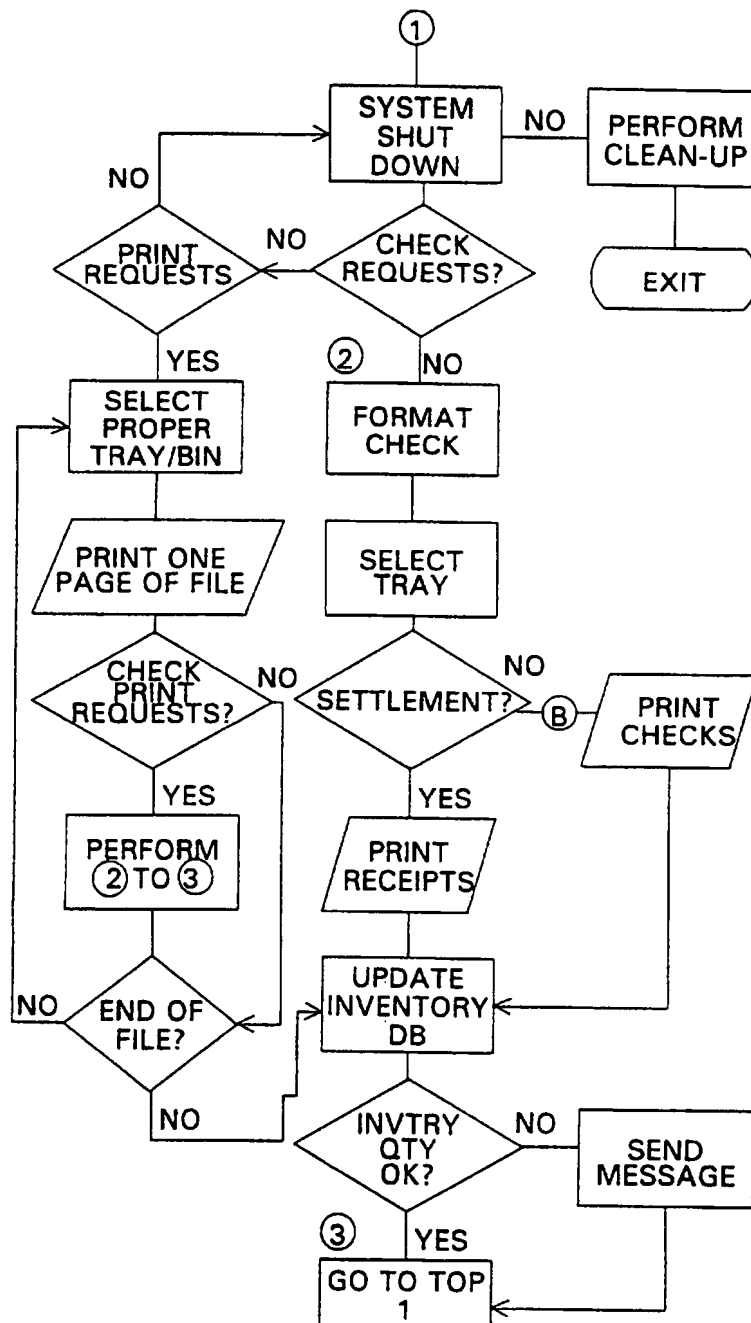 1
SYSTEM
SHUT
DOWN
NO
PERFORM
CLEAN-UP
EXIT
NO
PRINT
REQUESTS
NO
CHECK
REQUESTS?
YES
SELECT
PROPER
TRAY/BIN
2
NO
FORMAT
CHECK
PRINT ONE
PAGE OF FILE
SELECT
TRAY
CHECK
PRINT
REQUESTS?
NO
SETTLEMENT?
NO
B
PRINT
CHECKS
YES
PERFORM
2 TO 3
YES
PRINT
RECEIPTS
NO
END OF
FILE?
NO
UPDATE
INVENTORY
DB
INVTRY
QTY
OK?
NO
SEND
MESSAGE
3
YES
GO TO TOP
1